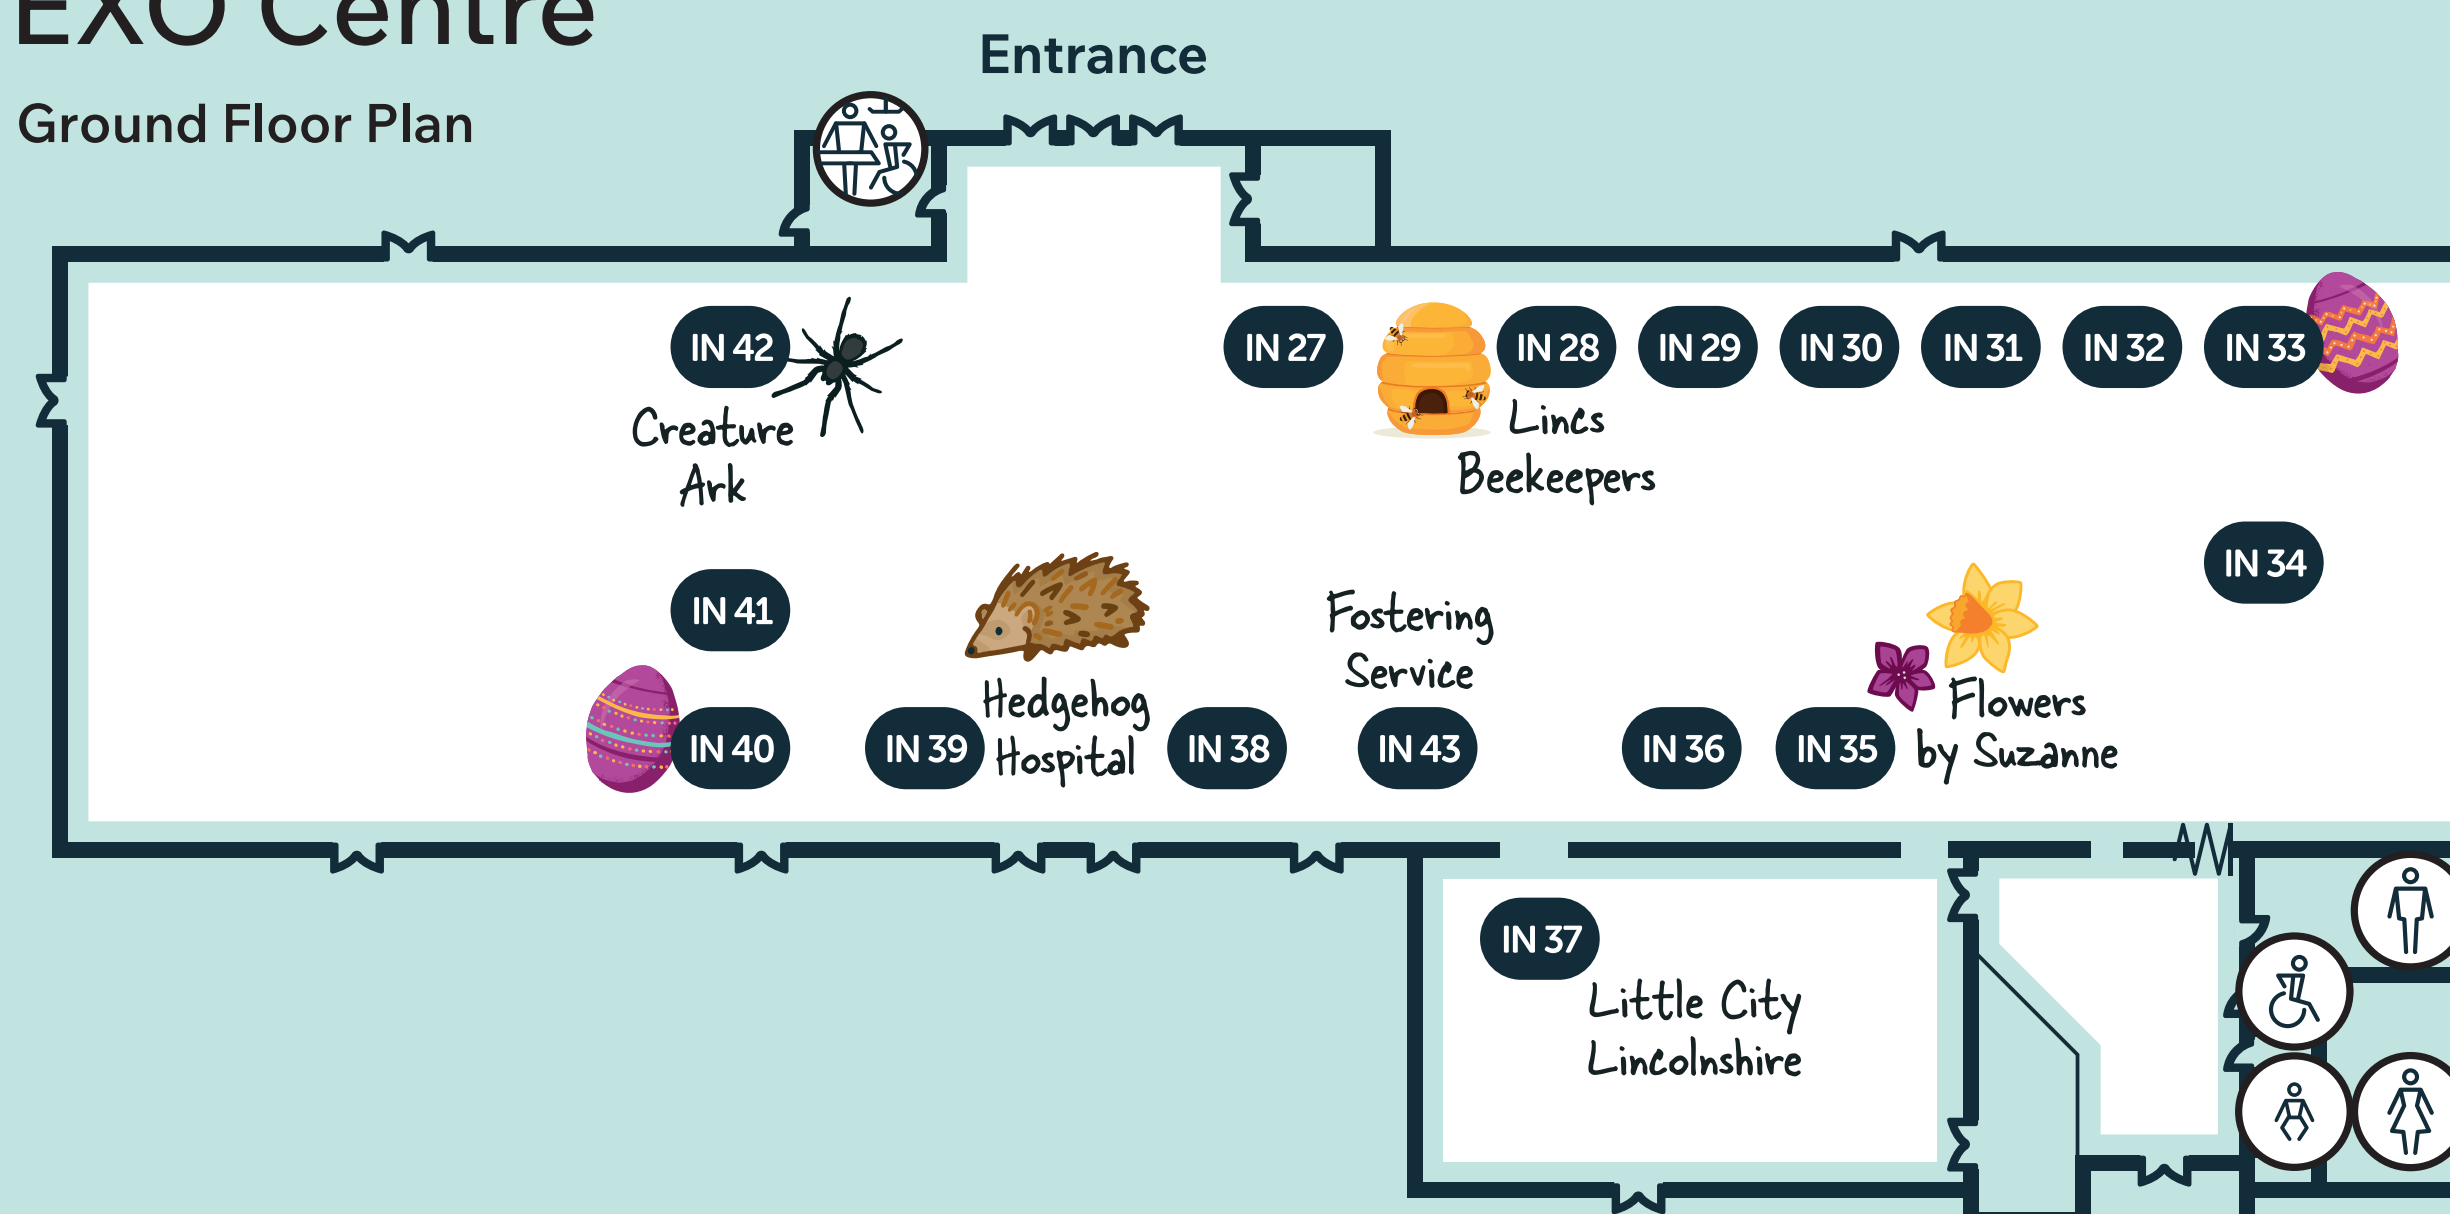 EXO Centre
Ground Floor Plan
Entrance
IN 42
Creature
Ark
IN 27
IN 28
Lincs
Beekeepers
IN 29
IN 30
IN 31
IN 32
IN 33
IN 34
IN 41
IN 40
IN 39
Hedgehog
Hospital
IN 38
Fostering
Service
IN 43
IN 36
IN 35
Flowers
by Suzanne
IN 37
Little City
Lincolnshire